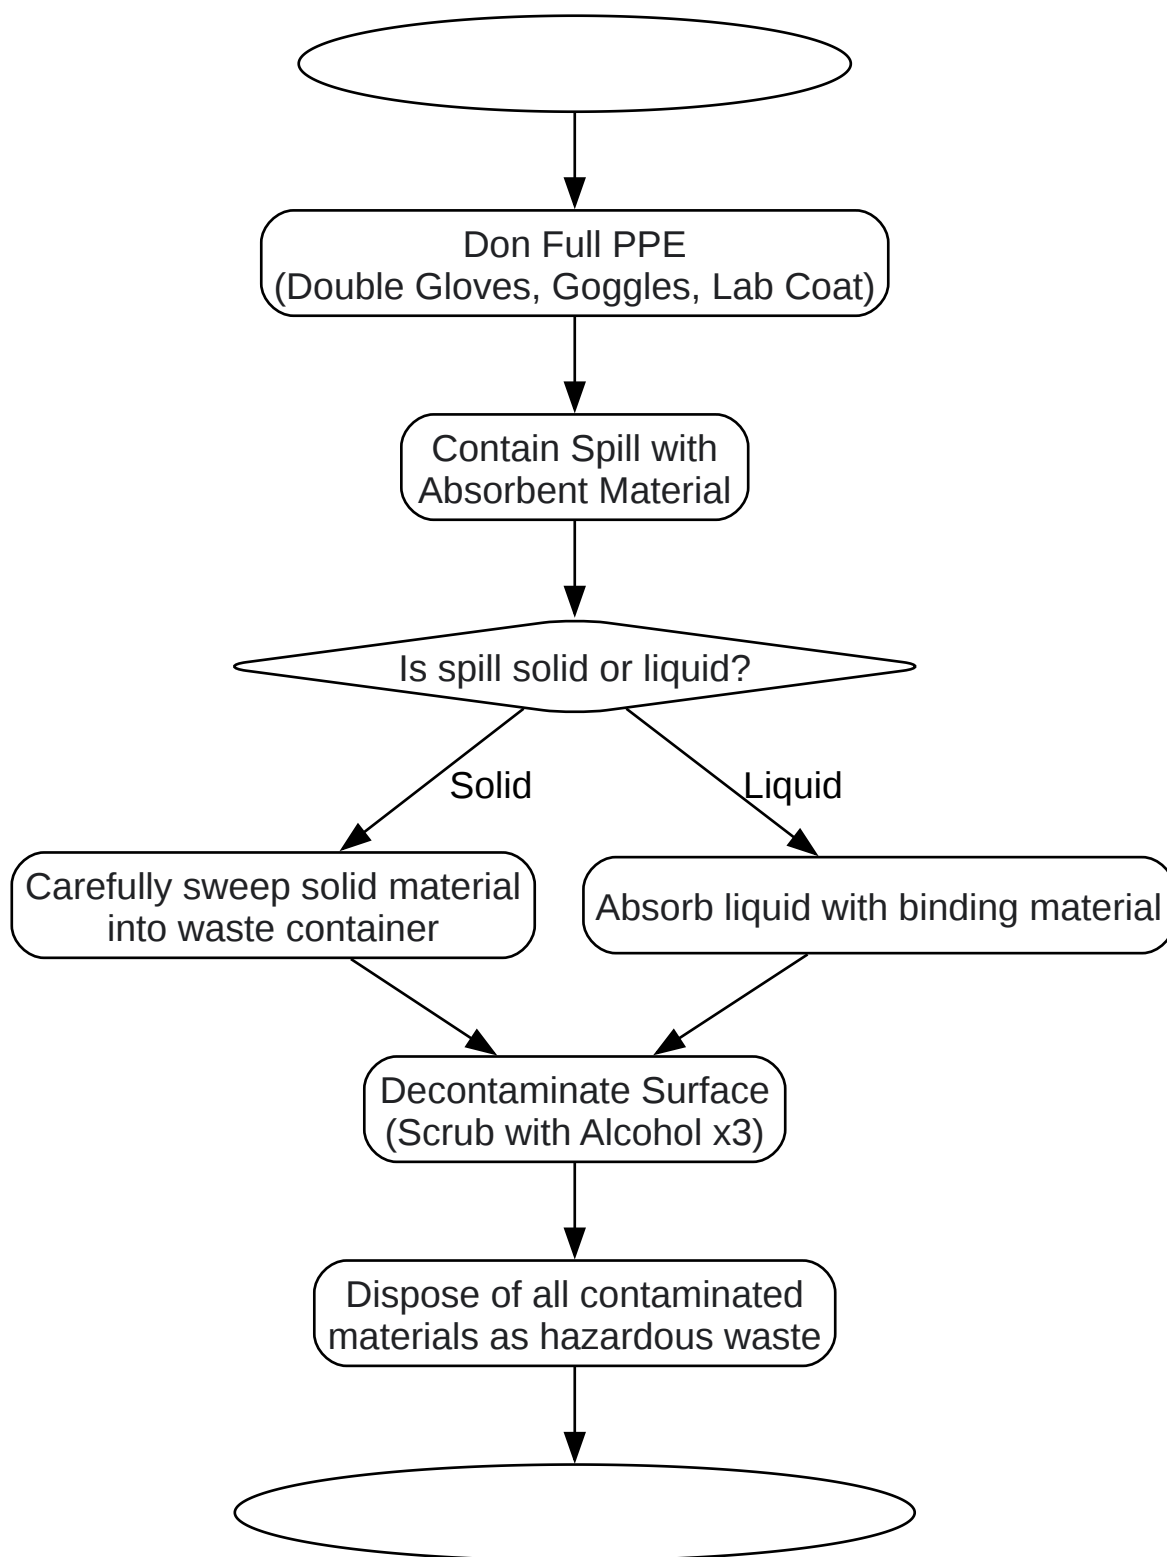 Don Full PPE
(Double Gloves, Goggles, Lab Coat)
Contain Spill with
Absorbent Material
Is spill solid or liquid?
Solid
Liquid
Carefully sweep solid material
into waste container
Absorb liquid with binding material
Decontaminate Surface
(Scrub with Alcohol x3)
Dispose of all contaminated
materials as hazardous waste